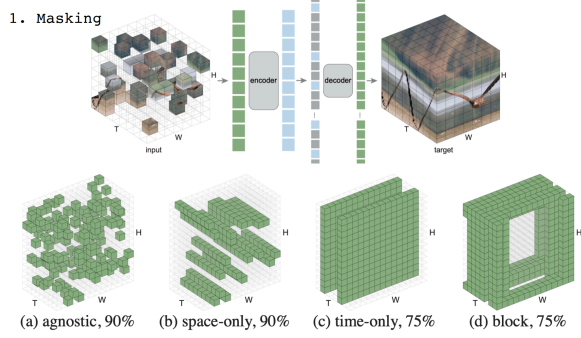 1. Masking
H
T
W
input
encoder
decoder
H
T
W
target
H
T
W
H
T
W
H
T
W
H
T
W
(a) agnostic, 90%
(b) space-only, 90%
(c) time-only, 75%
(d) block, 75%